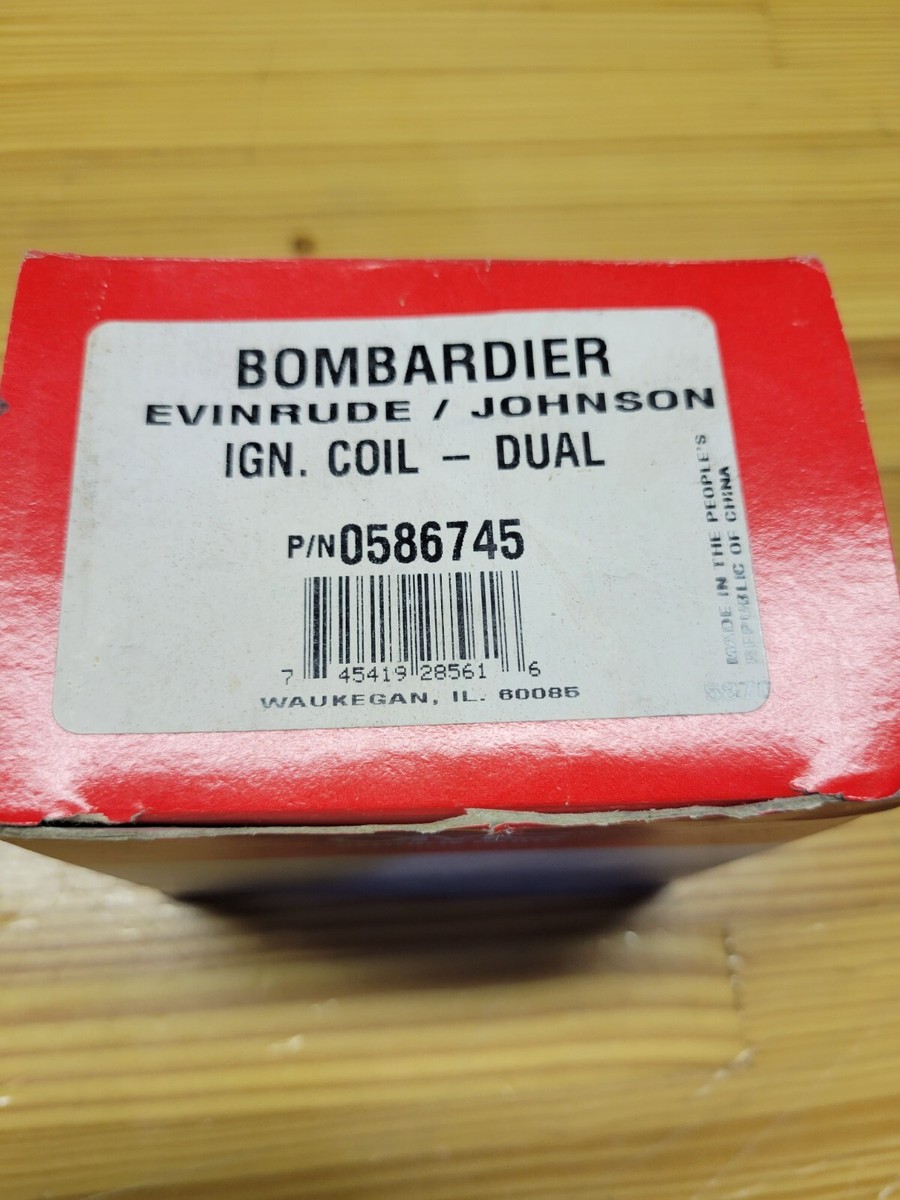 BOMBARDIER
EVINRUDE / JOHNSON
IGN. COIL – DUAL
P/N 0586745
7 45419 28561 6
WAUKEGAN, IL. 60085
MADE IN THE PEOPLE'S
REPUBLIC OF CHINA